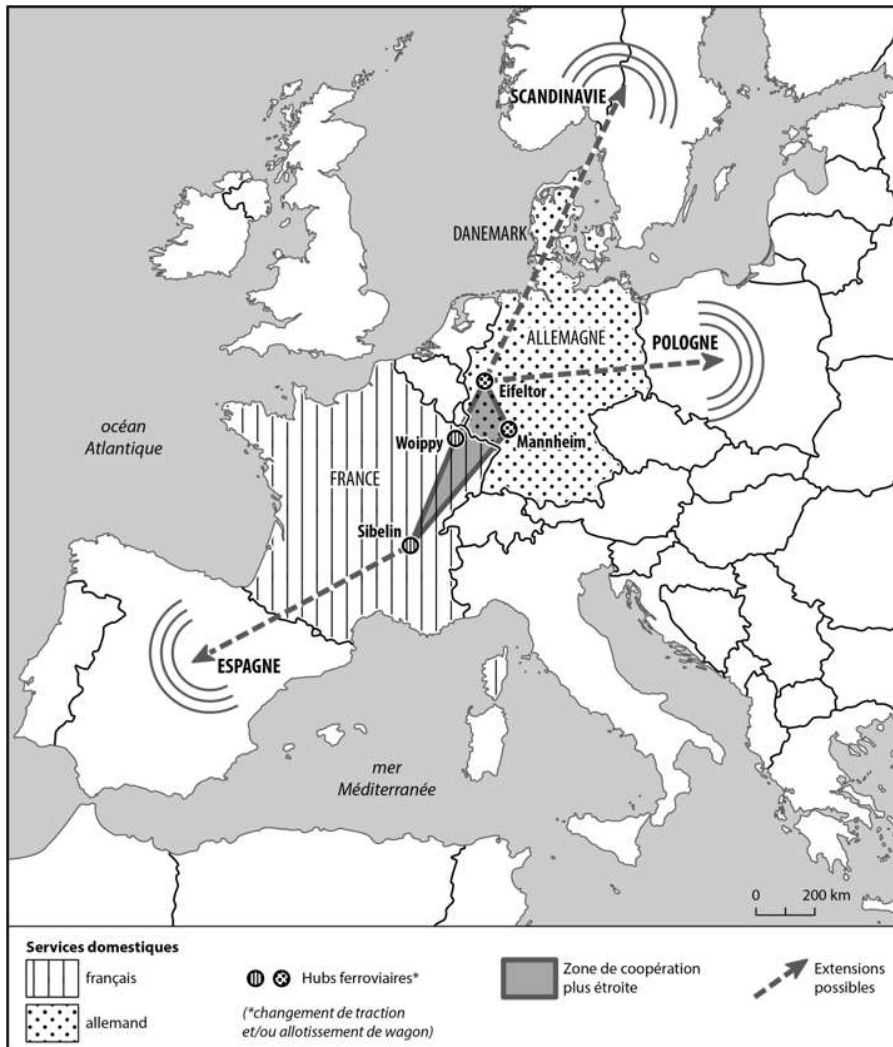 SCANDINAVIE
DANEMARK
ALLEMAGNE
POLOGNE
Eifeltor
océan
Atlantique
Woippy
Mannheim
FRANCE
Sibelin
ESPAGNE
mer
Méditerranée
0 200 km
Services domestiques
français
allemand
Hubs ferroviaires*
(*changement de traction
et/ou allotissement de wagon)
Zone de coopération
plus étroite
Extensions
possibles